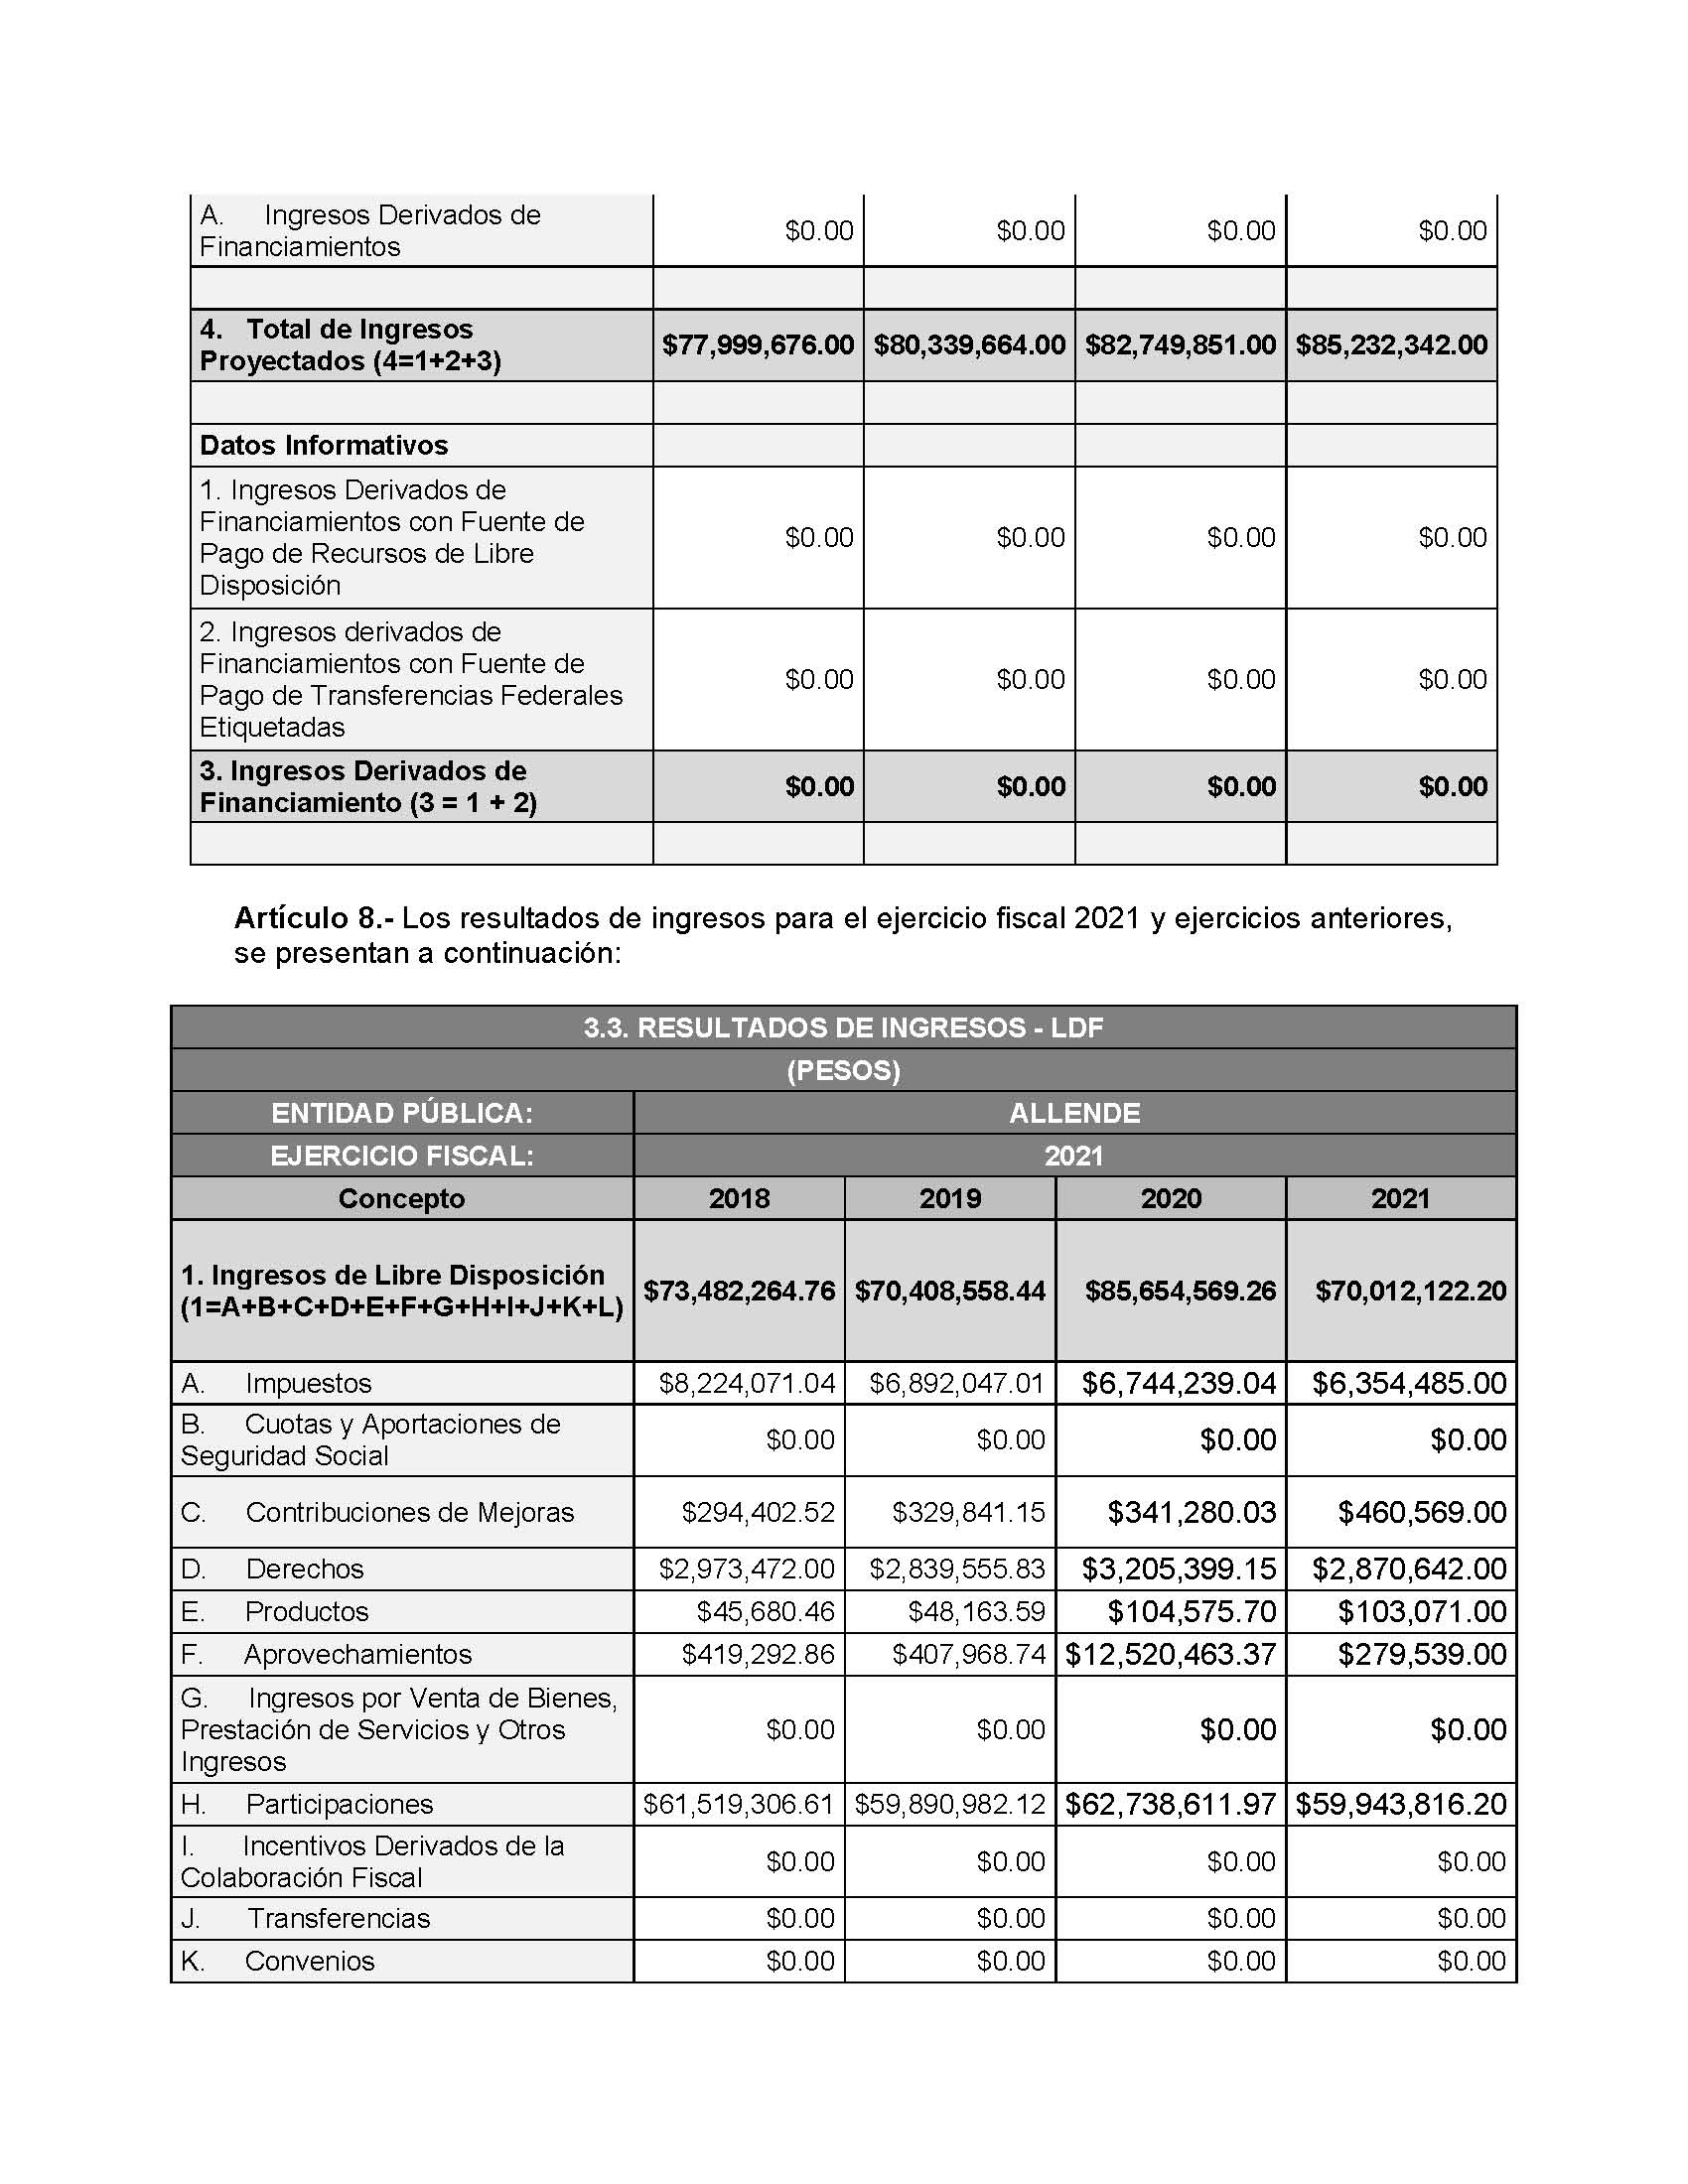 A. Ingresos Derivados de
Financiamientos
$0.00 $0.00 $0.00 $0.00
4. Total de Ingresos
Proyectados (4=1+2+3)
$77,999,676.00 $80,339,664.00 $82,749,851.00 $85,232,342.00
Datos Informativos
1. Ingresos Derivados de
Financiamientos con Fuente de
Pago de Recursos de Libre
Disposición
$0.00 $0.00 $0.00 $0.00
2. Ingresos derivados de
Financiamientos con Fuente de
Pago de Transferencias Federales
Etiquetadas
$0.00 $0.00 $0.00 $0.00
3. Ingresos Derivados de
Financiamiento (3 = 1 + 2)
$0.00 $0.00 $0.00 $0.00
Artículo 8.- Los resultados de ingresos para el ejercicio fiscal 2021 y ejercicios anteriores,
se presentan a continuación:
3.3. RESULTADOS DE INGRESOS - LDF
(PESOS)
ENTIDAD PÚBLICA: ALLENDE
EJERCICIO FISCAL: 2021
Concepto 2018 2019 2020 2021
1. Ingresos de Libre Disposición
(1=A+B+C+D+E+F+G+H+I+J+K+L)
$73,482,264.76 $70,408,558.44 $85,654,569.26 $70,012,122.20
A. Impuestos $8,224,071.04 $6,892,047.01 $6,744,239.04 $6,354,485.00
B. Cuotas y Aportaciones de
Seguridad Social
$0.00 $0.00 $0.00 $0.00
C. Contribuciones de Mejoras $294,402.52 $329,841.15 $341,280.03 $460,569.00
D. Derechos $2,973,472.00 $2,839,555.83 $3,205,399.15 $2,870,642.00
E. Productos $45,680.46 $48,163.59 $104,575.70 $103,071.00
F. Aprovechamientos $419,292.86 $407,968.74 $12,520,463.37 $279,539.00
G. Ingresos por Venta de Bienes,
Prestación de Servicios y Otros
Ingresos
$0.00 $0.00 $0.00 $0.00
H. Participaciones $61,519,306.61 $59,890,982.12 $62,738,611.97 $59,943,816.20
I. Incentivos Derivados de la
Colaboración Fiscal
$0.00 $0.00 $0.00 $0.00
J. Transferencias $0.00 $0.00 $0.00 $0.00
K. Convenios $0.00 $0.00 $0.00 $0.00